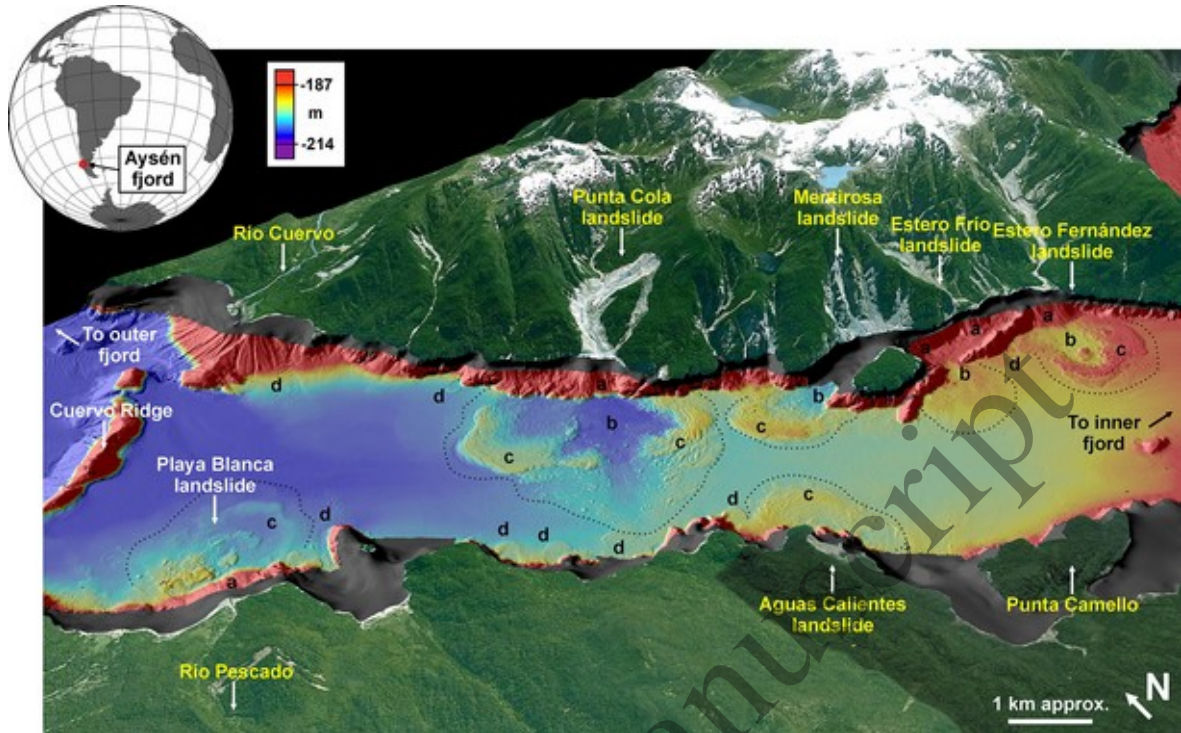 -187
m
-214
Aysén
fjord
Río Cuervo
Punta Cola
landslide
Mentirosa
landslide
Estero Frío
landslide
Estero Fernández
landslide
To outer
fjord
Cuervo Ridge
Playa Blanca
landslide
To inner
fjord
a
a
a
b
c
d
b
d
d
a
b
b
c
c
c
c
d
d
d
d
d
c
a
Aguas Calientes
landslide
Punta Camello
Río Pescado
1 km approx.
N
anuscript